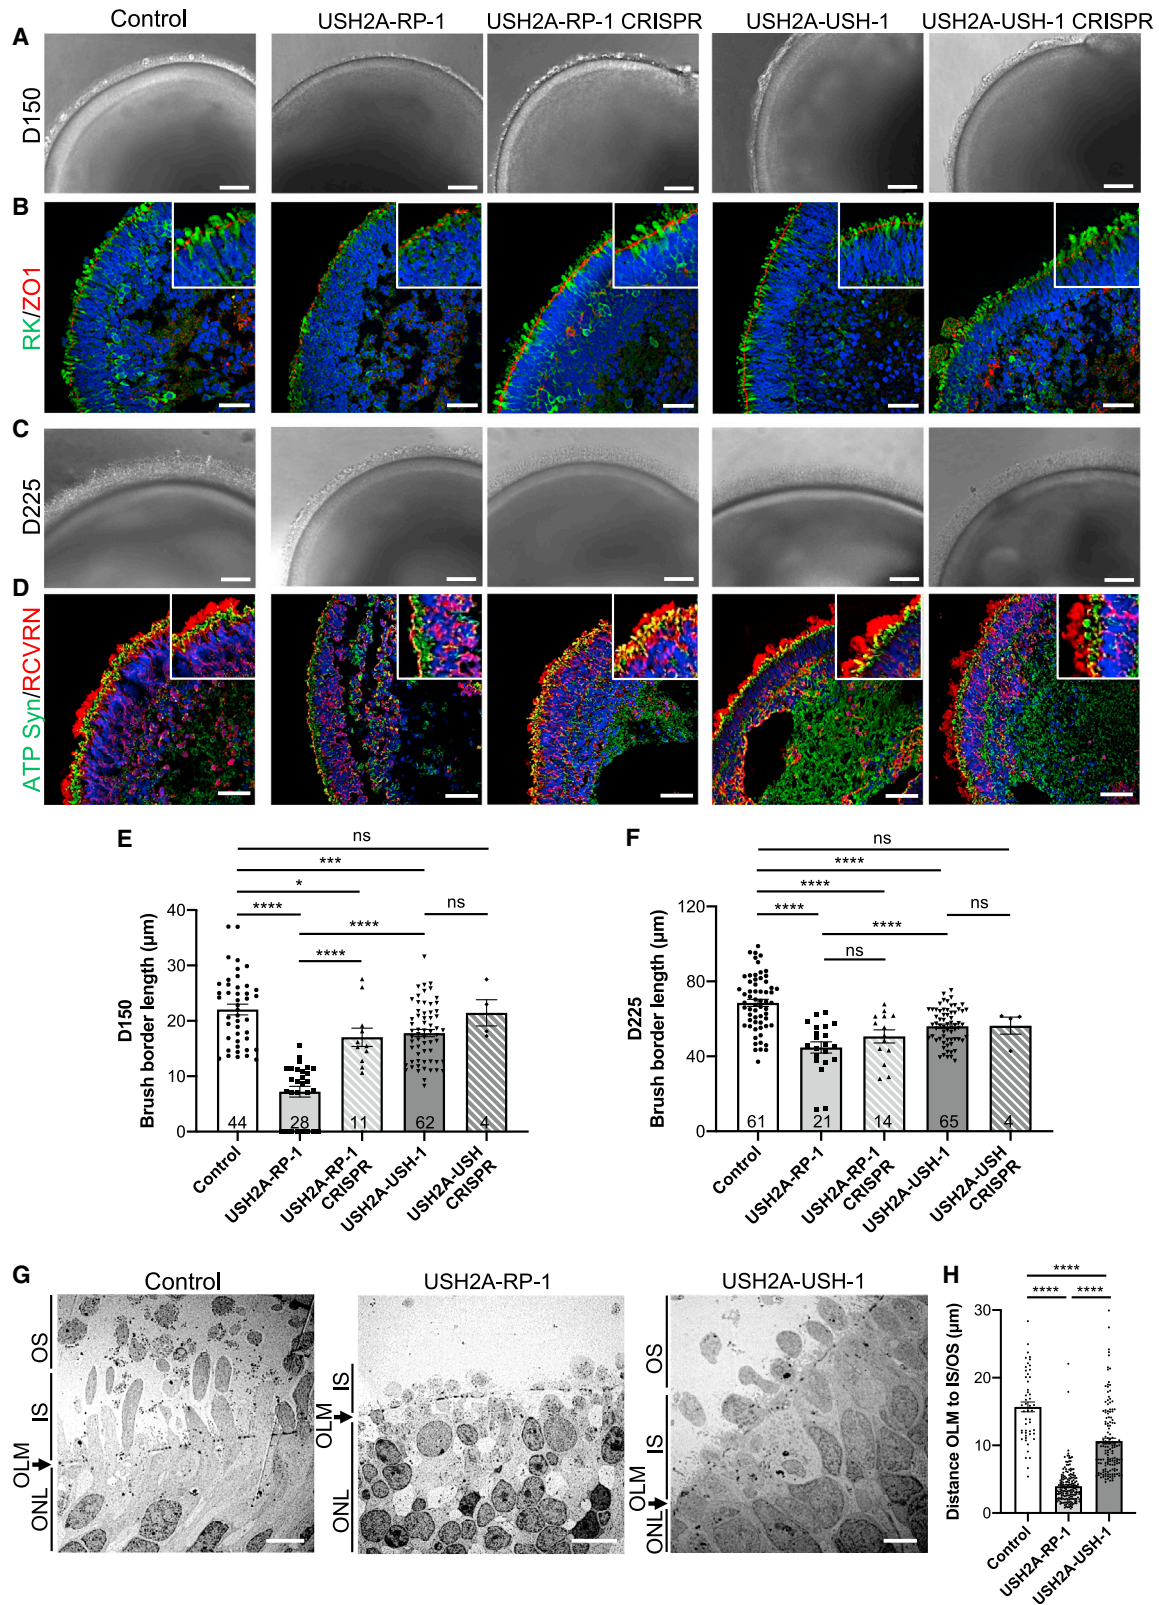 Control USH2A-RP-1 USH2A-RP-1 CRISPR USH2A-USH-1 USH2A-USH-1 CRISPR
A
D150
B
RK/ZO1
C
D225
D
ATP Syn/RCVRN
E
ns
***
*
****
****
ns
****
D150
Brush border length (µm)
40
30
20
10
0
44 28 11 62 4
Control
USH2A-RP-1
USH2A-RP-1 CRISPR
USH2A-USH-1
USH2A-USH CRISPR
F
ns
****
****
****
****
ns
ns
D225
Brush border length (µm)
120
80
40
0
61 21 14 65 4
Control
USH2A-RP-1
USH2A-RP-1 CRISPR
USH2A-USH-1
USH2A-USH CRISPR
G
Control USH2A-RP-1 USH2A-USH-1
OS
IS
OLM
ONL
IS
OLM
ONL
OS
IS
OLM
ONL
H
****
**** ****
Distance OLM to IS/OS (µm)
30
20
10
0
Control
USH2A-RP-1
USH2A-USH-1